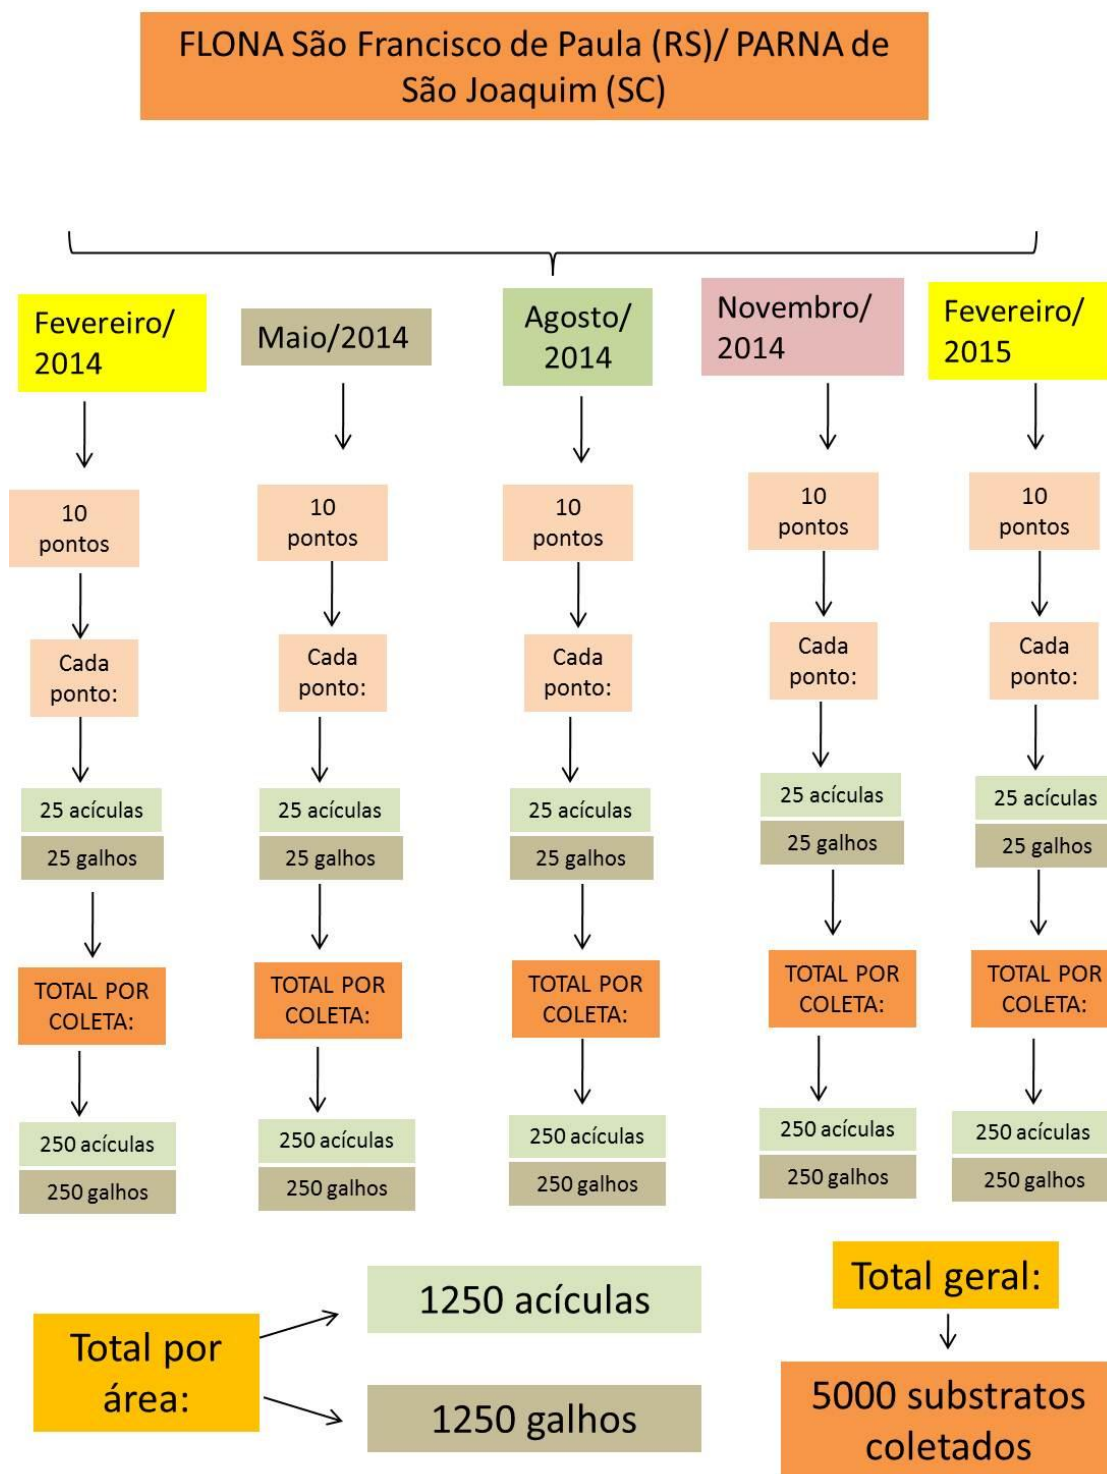 FLONA São Francisco de Paula (RS)/ PARNA de
São Joaquim (SC)
Fevereiro/
2014
Maio/2014
Agosto/
2014
Novembro/
2014
Fevereiro/
2015
10
pontos
10
pontos
10
pontos
10
pontos
10
pontos
Cada
ponto:
Cada
ponto:
Cada
ponto:
Cada
ponto:
Cada
ponto:
25 acículas
25 galhos
25 acículas
25 galhos
25 acículas
25 galhos
25 acículas
25 galhos
25 acículas
25 galhos
TOTAL POR
COLETA:
TOTAL POR
COLETA:
TOTAL POR
COLETA:
TOTAL POR
COLETA:
TOTAL POR
COLETA:
250 acículas
250 galhos
250 acículas
250 galhos
250 acículas
250 galhos
250 acículas
250 galhos
250 acículas
250 galhos
Total por
área:
1250 acículas
1250 galhos
Total geral:
5000 substratos
coletados